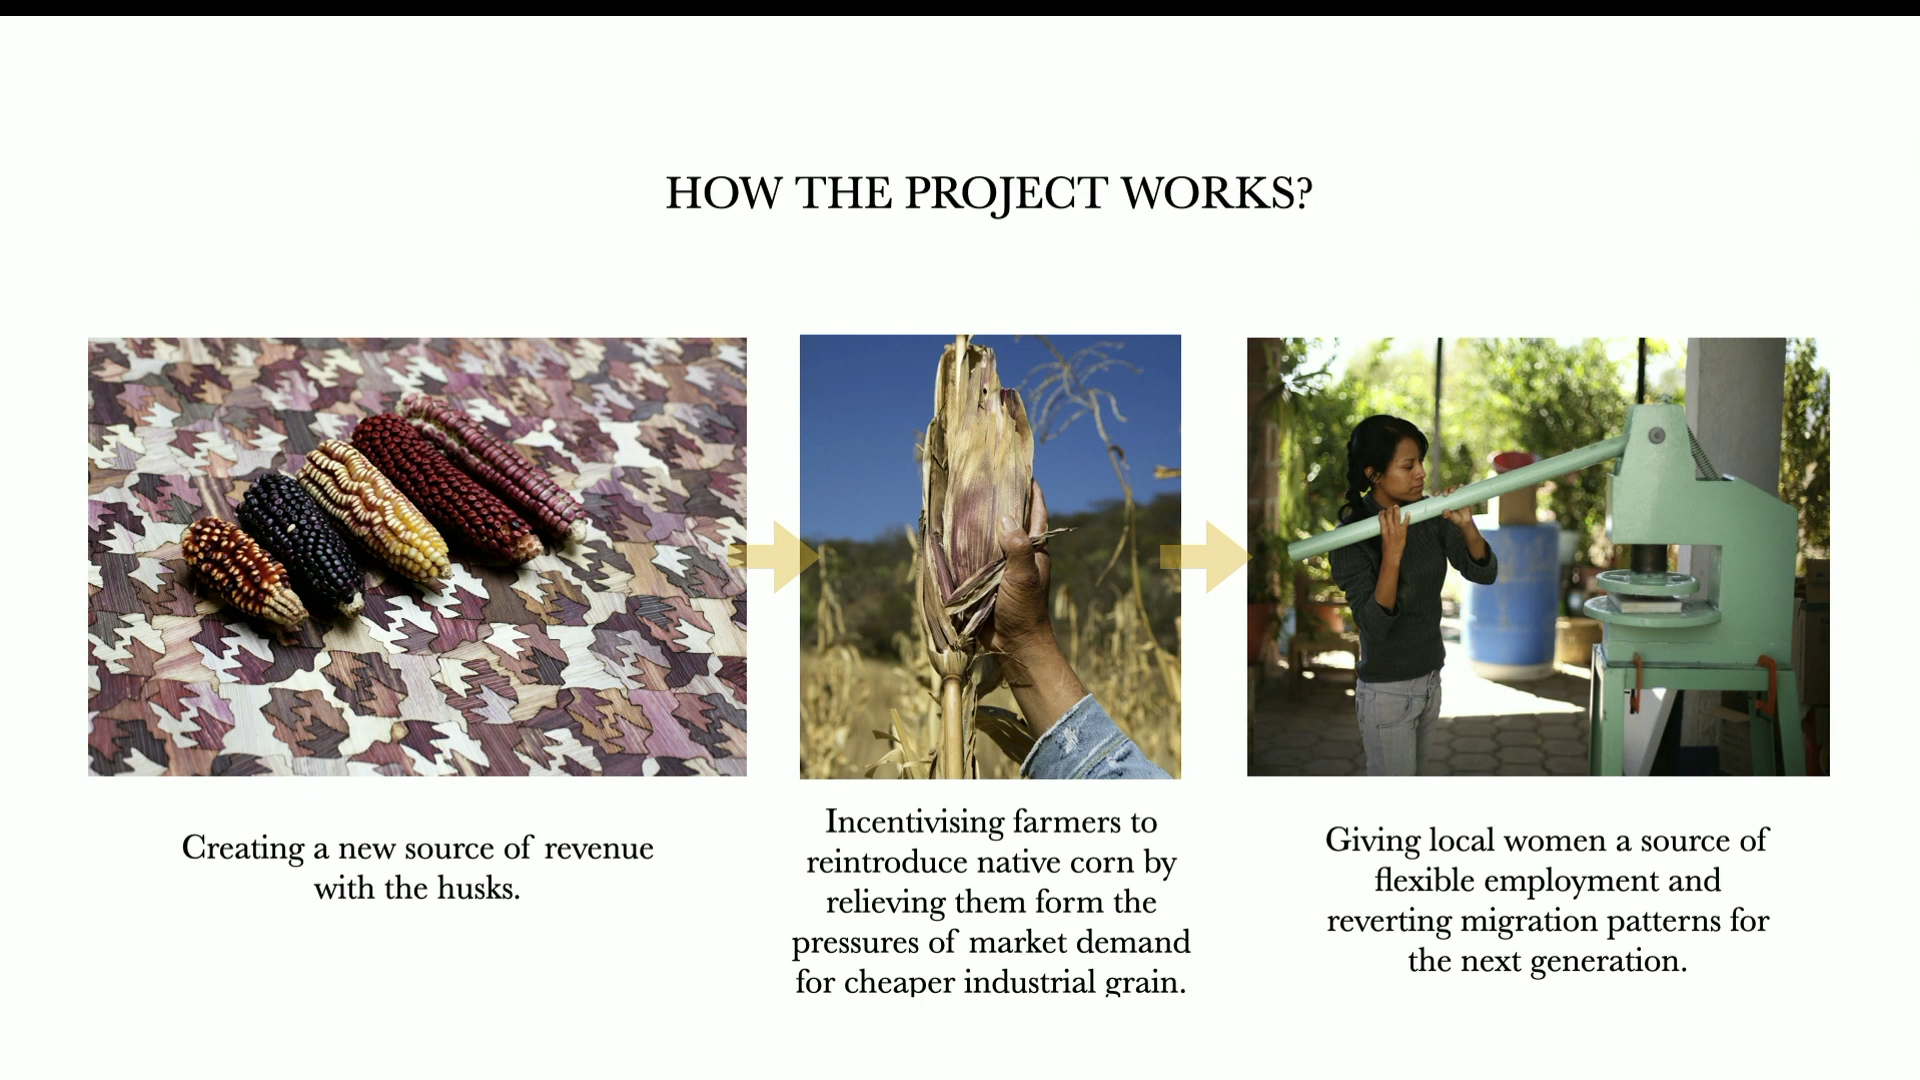 HOW THE PROJECT WORKS?
Creating a new source of revenue
with the husks.
Incentivising farmers to
reintroduce native corn by
relieving them form the
pressures of market demand
for cheaper industrial grain.
Giving local women a source of
flexible employment and
reverting migration patterns for
the next generation.